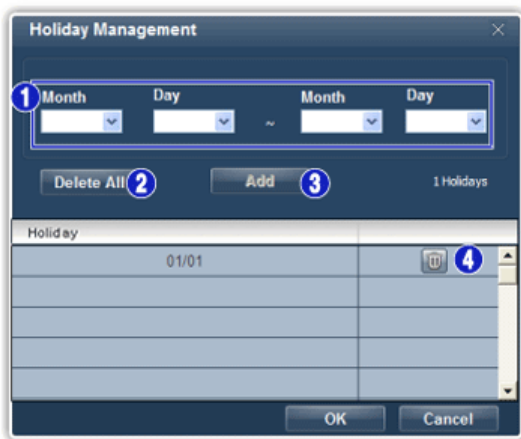 Holiday Management
1 Month Day ~ Month Day
Delete All 2 Add 3 1 Holidays
Holiday
01/01 4
OK Cancel